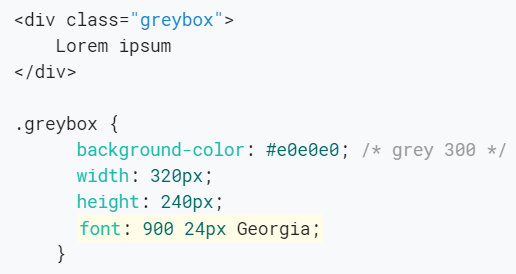 <div class="greybox">
    Lorem ipsum
</div>

.greybox {
      background-color: #e0e0e0; /* grey 300 */
      width: 320px;
      height: 240px;
      font: 900 24px Georgia;
    }